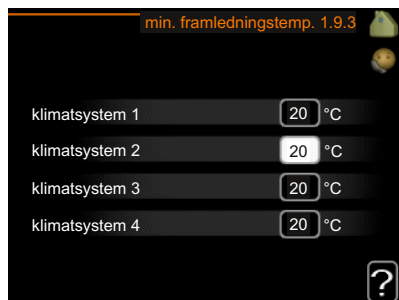 min. framledningstemp. 1.9.3
klimatsystem 1 20 °C
klimatsystem 2 20 °C
klimatsystem 3 20 °C
klimatsystem 4 20 °C
?